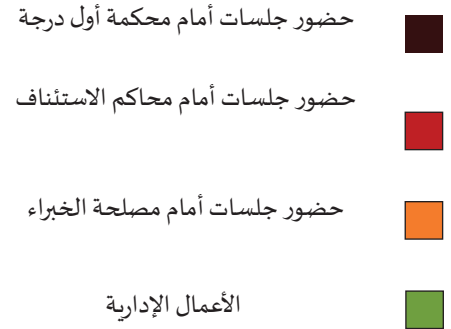 حضور جلسات أمام محكمة أول درجة
حضور جلسات أمام محاكم الاستئناف
حضور جلسات أمام مصلحة الخبراء
الأعمال الإدارية